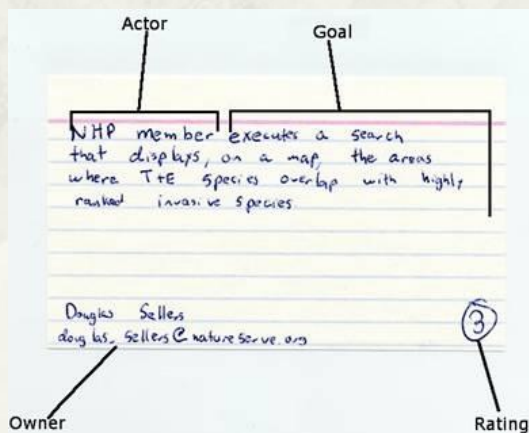 Actor
Goal
NHP member executes a search
that displays, on a map, the areas
where T+E species overlap with highly
ranked invasive species.
Douglas Sellers
douglas_sellers@natureserve.org
3
Owner
Rating